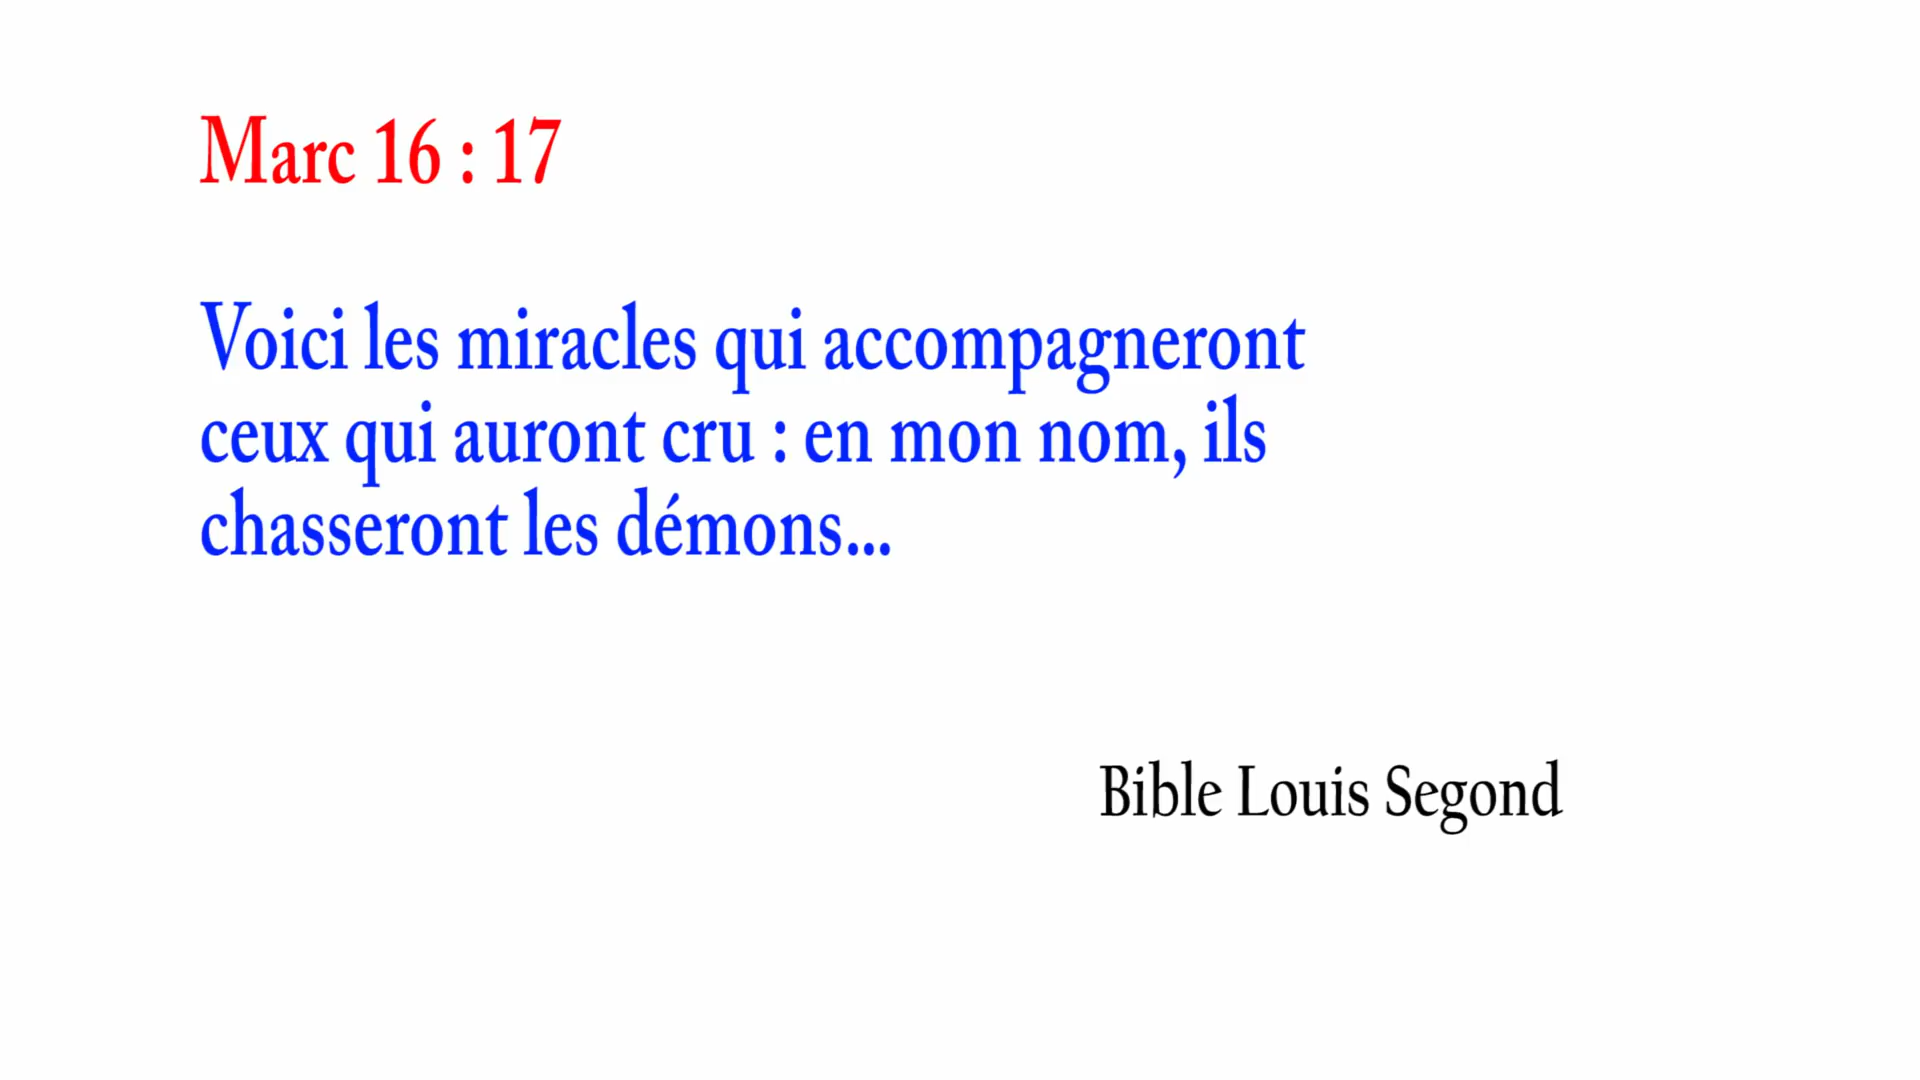 Marc 16 : 17
Voici les miracles qui accompagneront
ceux qui auront cru : en mon nom, ils
chasseront les démons...
Bible Louis Segond